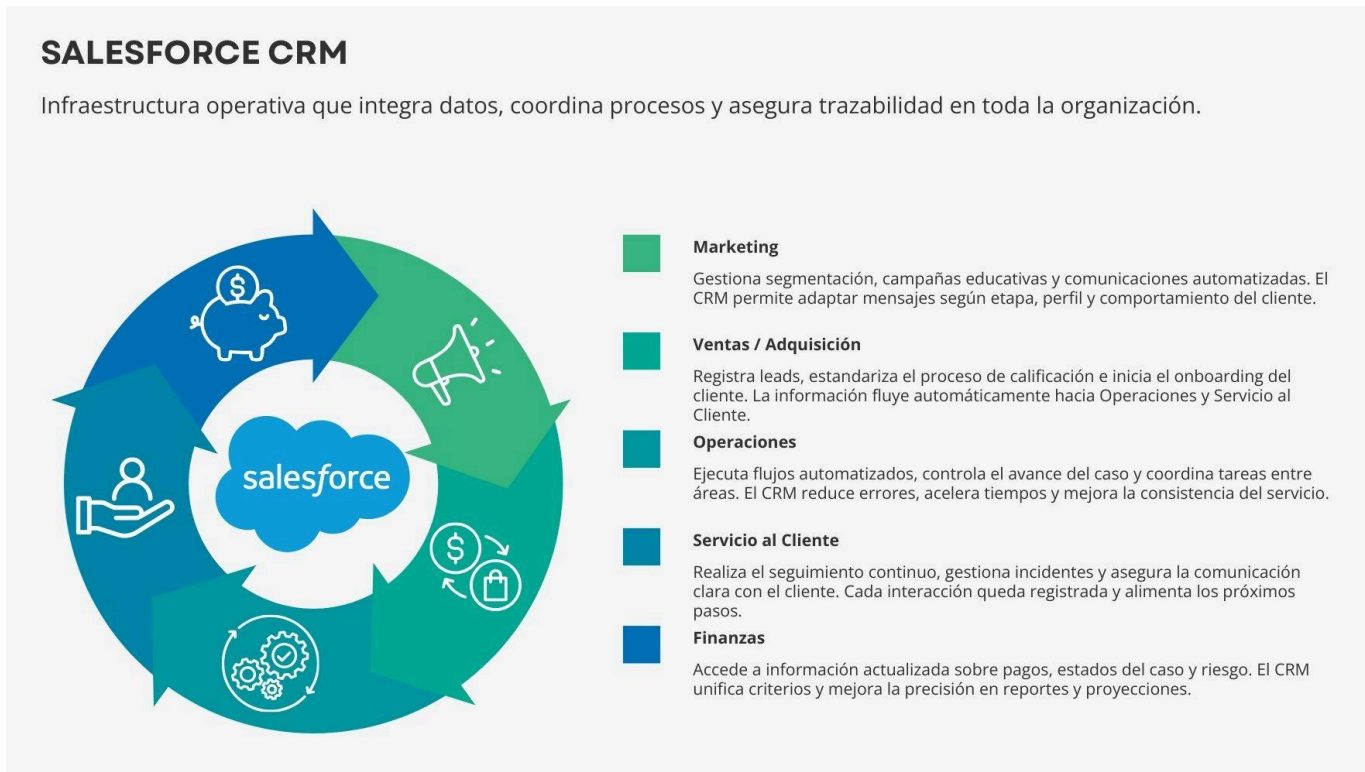 SALESFORCE CRM
Infraestructura operativa que integra datos, coordina procesos y asegura trazabilidad en toda la organización.
salesforce
$
$
Marketing
Gestiona segmentación, campañas educativas y comunicaciones automatizadas. El
CRM permite adaptar mensajes según etapa, perfil y comportamiento del cliente.
Ventas / Adquisición
Registra leads, estandariza el proceso de calificación e inicia el onboarding del
cliente. La información fluye automáticamente hacia Operaciones y Servicio al
Cliente.
Operaciones
Ejecuta flujos automatizados, controla el avance del caso y coordina tareas entre
áreas. El CRM reduce errores, acelera tiempos y mejora la consistencia del servicio.
Servicio al Cliente
Realiza el seguimiento continuo, gestiona incidentes y asegura la comunicación
clara con el cliente. Cada interacción queda registrada y alimenta los próximos
pasos.
Finanzas
Accede a información actualizada sobre pagos, estados del caso y riesgo. El CRM
unifica criterios y mejora la precisión en reportes y proyecciones.